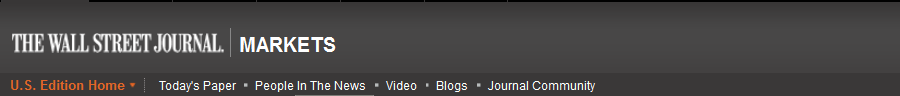 THE WALL STREET JOURNAL. MARKETS
U.S. Edition Home Today's Paper People In The News Video Blogs Journal Community